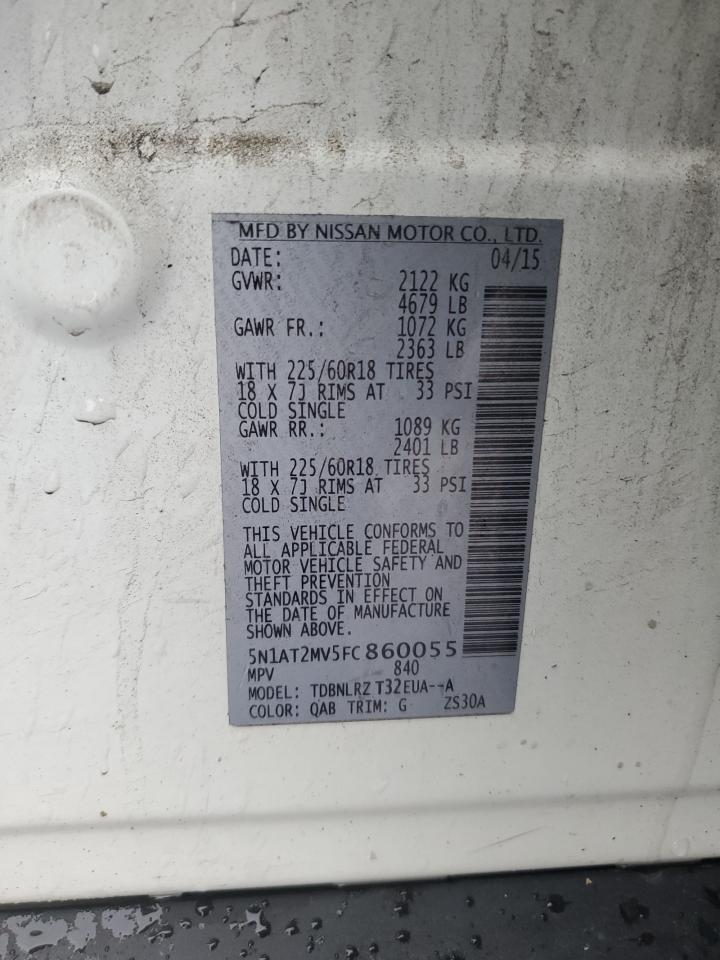 MFD BY NISSAN MOTOR CO., LTD.
DATE: 04/15
GVWR: 2122 KG
4679 LB
GAWR FR.: 1072 KG
2363 LB
WITH 225/60R18 TIRES
18 X 7J RIMS AT 33 PSI
COLD SINGLE
GAWR RR.: 1089 KG
2401 LB
WITH 225/60R18 TIRES
18 X 7J RIMS AT 33 PSI
COLD SINGLE
THIS VEHICLE CONFORMS TO
ALL APPLICABLE FEDERAL
MOTOR VEHICLE SAFETY AND
THEFT PREVENTION
STANDARDS IN EFFECT ON
THE DATE OF MANUFACTURE
SHOWN ABOVE.
5N1AT2MV5FC860055
MPV 840
MODEL: TDBNLRZ T32EUA--A
COLOR: QAB TRIM: G ZS30A